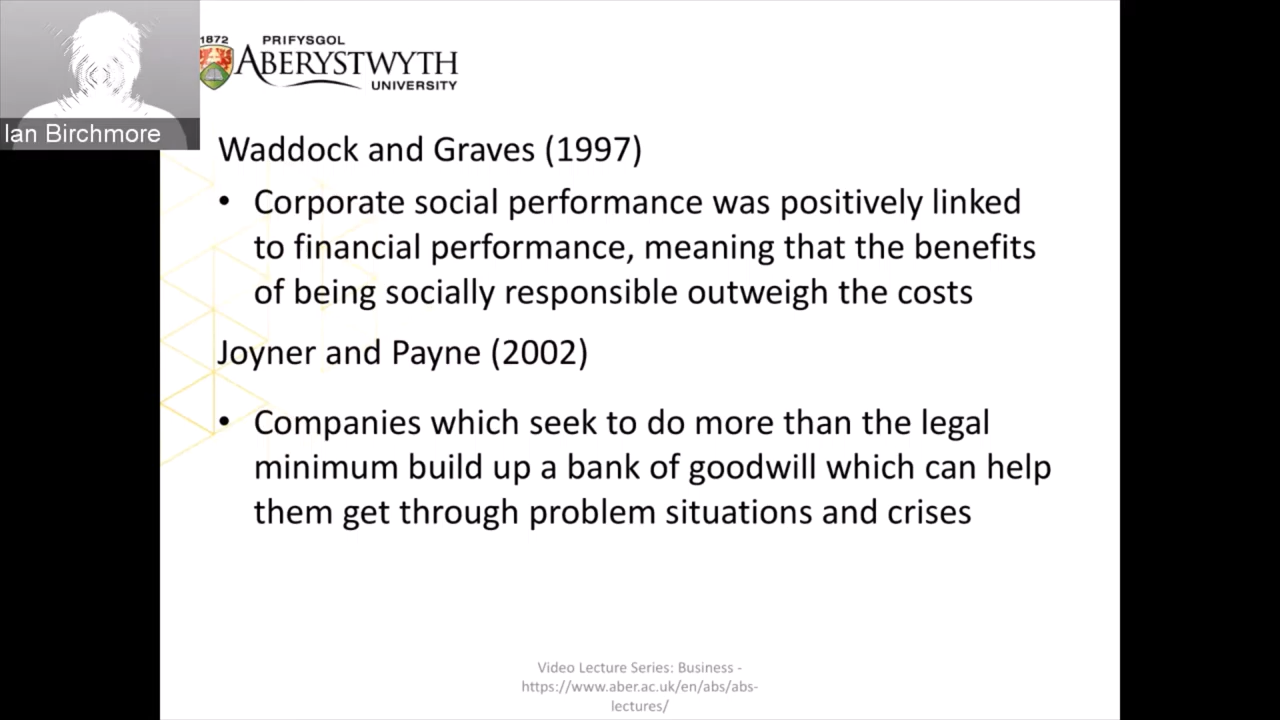 1872
PRIFYSGOL
ABERYSTWYTH
UNIVERSITY
Ian Birchmore
Waddock and Graves (1997)
• Corporate social performance was positively linked
to financial performance, meaning that the benefits
of being socially responsible outweigh the costs
Joyner and Payne (2002)
• Companies which seek to do more than the legal
minimum build up a bank of goodwill which can help
them get through problem situations and crises
Video Lecture Series: Business -
https://www.aber.ac.uk/en/abs/abs-
lectures/